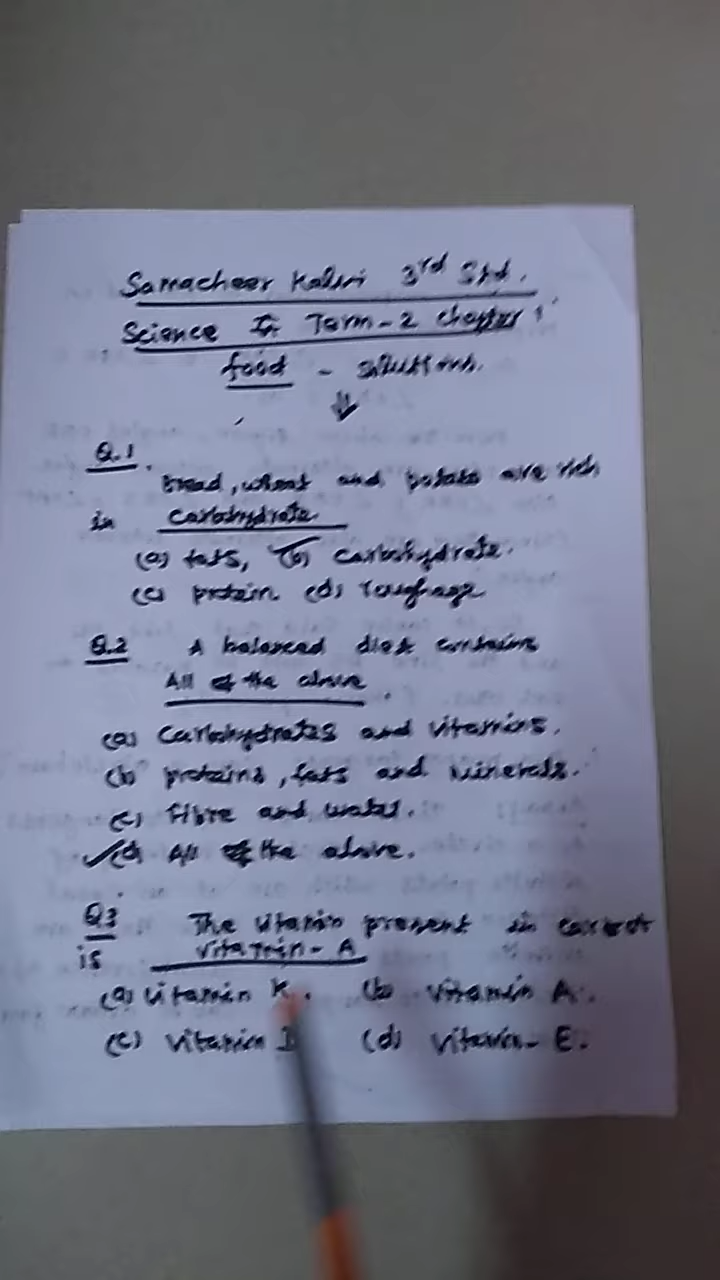 Samacheer Kalvi 3rd Std.
Science Term-2 chapter 1
food - solutions.
Q.1
Bread, wheat and potato are rich
in carbohydrate.
(a) fats, (b) carbohydrate.
(c) protein (d) roughage
Q.2 A balanced diet contains
All of the above.
(a) Carbohydrates and vitamins.
(b) proteins, fats and Minerals.
(c) Fibre and water.
(d) All of the above.
Q3 The vitamin present in carrot
is vitamin-A
(a) vitamin K. (b) vitamin A.
(c) vitamin D (d) vitamin-E.